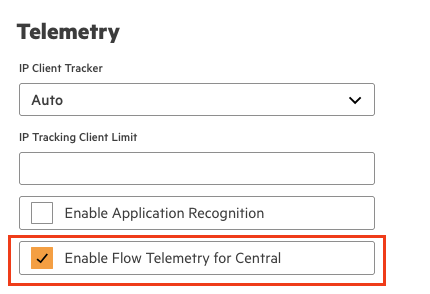 Telemetry
IP Client Tracker
Auto
IP Tracking Client Limit
Enable Application Recognition
Enable Flow Telemetry for Central